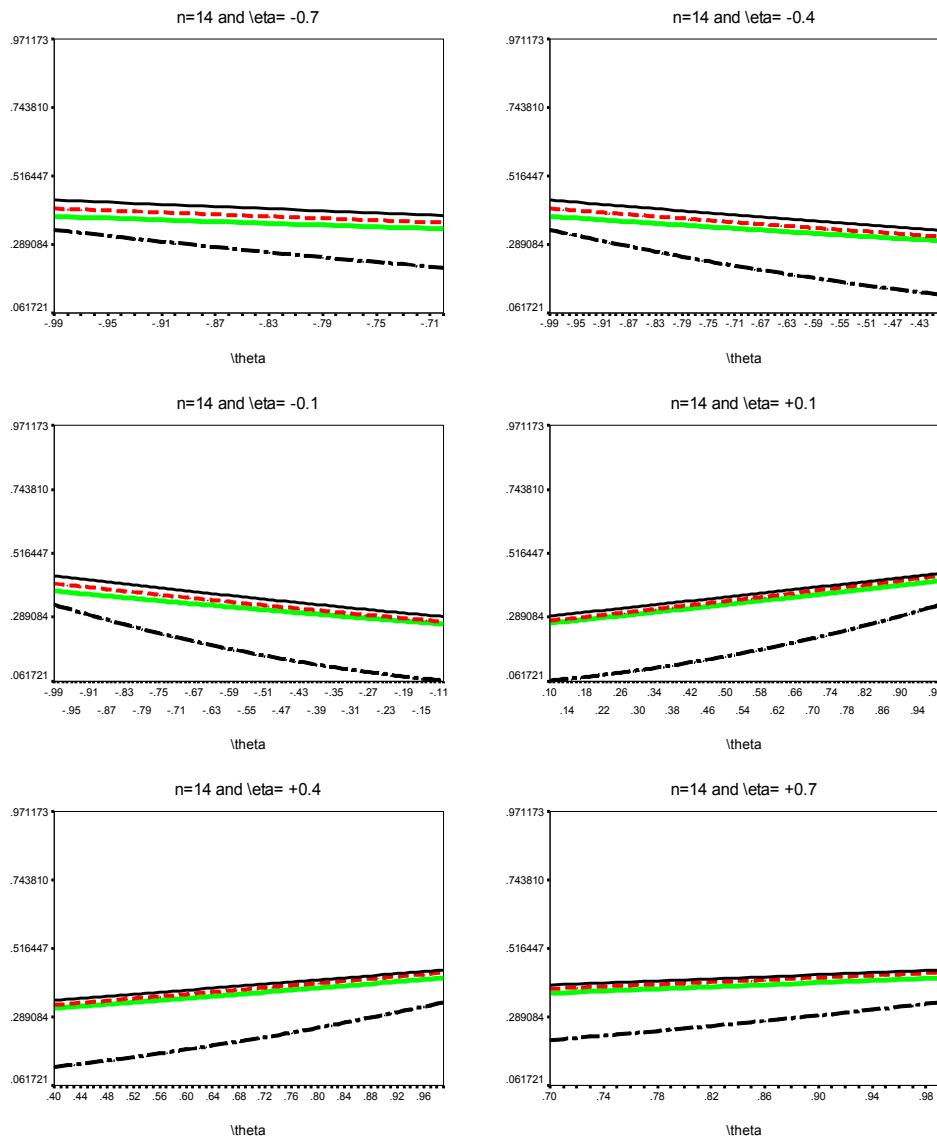 n=14 and \eta= -0.7
.971173
.743810
.516447
.289084
.061721
-.99 -.95 -.91 -.87 -.83 -.79 -.75 -.71
\theta
n=14 and \eta= -0.4
.971173
.743810
.516447
.289084
.061721
-.99 -.95 -.91 -.87 -.83 -.79 -.75 -.71 -.67 -.63 -.59 -.55 -.51 -.47 -.43
\theta
n=14 and \eta= -0.1
.971173
.743810
.516447
.289084
.061721
-.99 -.91 -.83 -.75 -.67 -.59 -.51 -.43 -.35 -.27 -.19 -.11
-.95 -.87 -.79 -.71 -.63 -.55 -.47 -.39 -.31 -.23 -.15
\theta
n=14 and \eta= +0.1
.971173
.743810
.516447
.289084
.061721
.10 .18 .26 .34 .42 .50 .58 .66 .74 .82 .90 .9
.14 .22 .30 .38 .46 .54 .62 .70 .78 .86 .94
\theta
n=14 and \eta= +0.4
.971173
.743810
.516447
.289084
.061721
.40 .44 .48 .52 .56 .60 .64 .68 .72 .76 .80 .84 .88 .92 .96
\theta
n=14 and \eta= +0.7
.971173
.743810
.516447
.289084
.061721
.70 .74 .78 .82 .86 .90 .94 .98
\theta